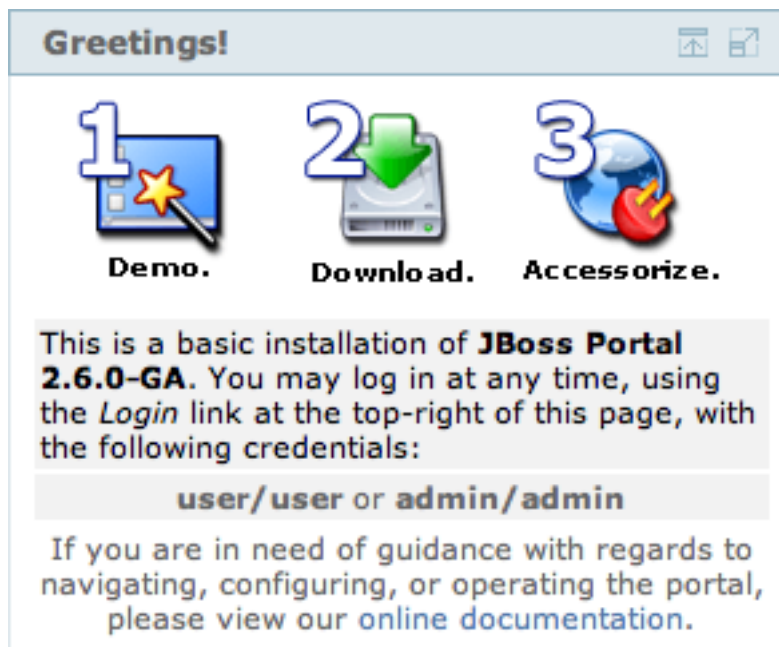 Greetings!
1 2 3
Demo. Download. Accessorize.
This is a basic installation of JBoss Portal
2.6.0-GA. You may log in at any time, using
the Login link at the top-right of this page, with
the following credentials:
user/user or admin/admin
If you are in need of guidance with regards to
navigating, configuring, or operating the portal,
please view our online documentation.